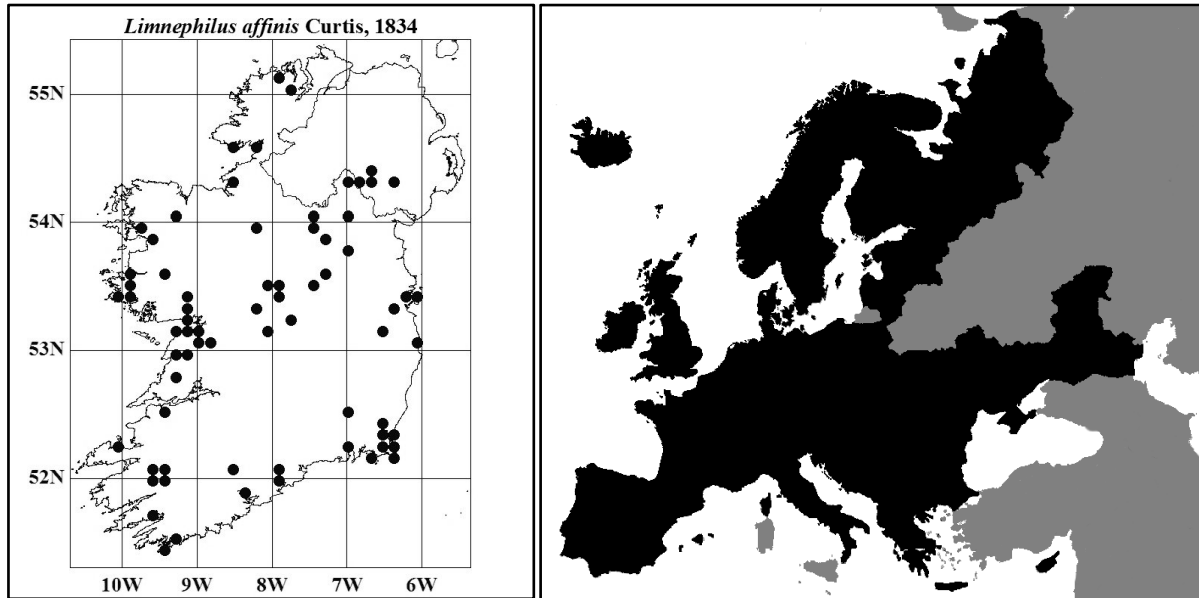 Limnephilus affinis Curtis, 1834
55N
54N
53N
52N
10W 9W 8W 7W 6W